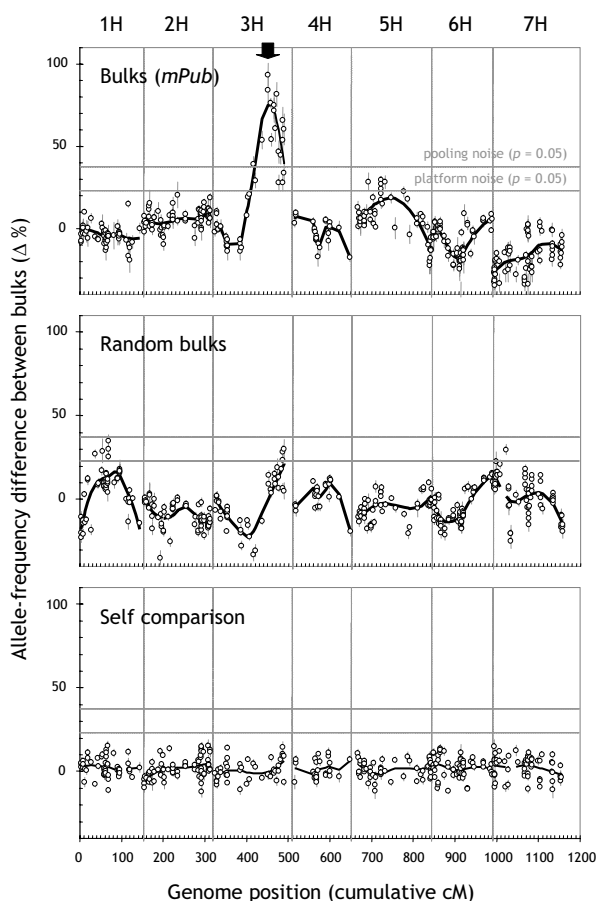 1H 2H 3H 4H 5H 6H 7H
Allele-frequency difference between bulks (Δ %)
100
Bulks (mPub)
50
pooling noise (p = 0.05)
platform noise (p = 0.05)
0
100
Random bulks
50
0
100
Self comparison
50
0
0 100 200 300 400 500 600 700 800 900 1000 1100 1200
Genome position (cumulative cM)